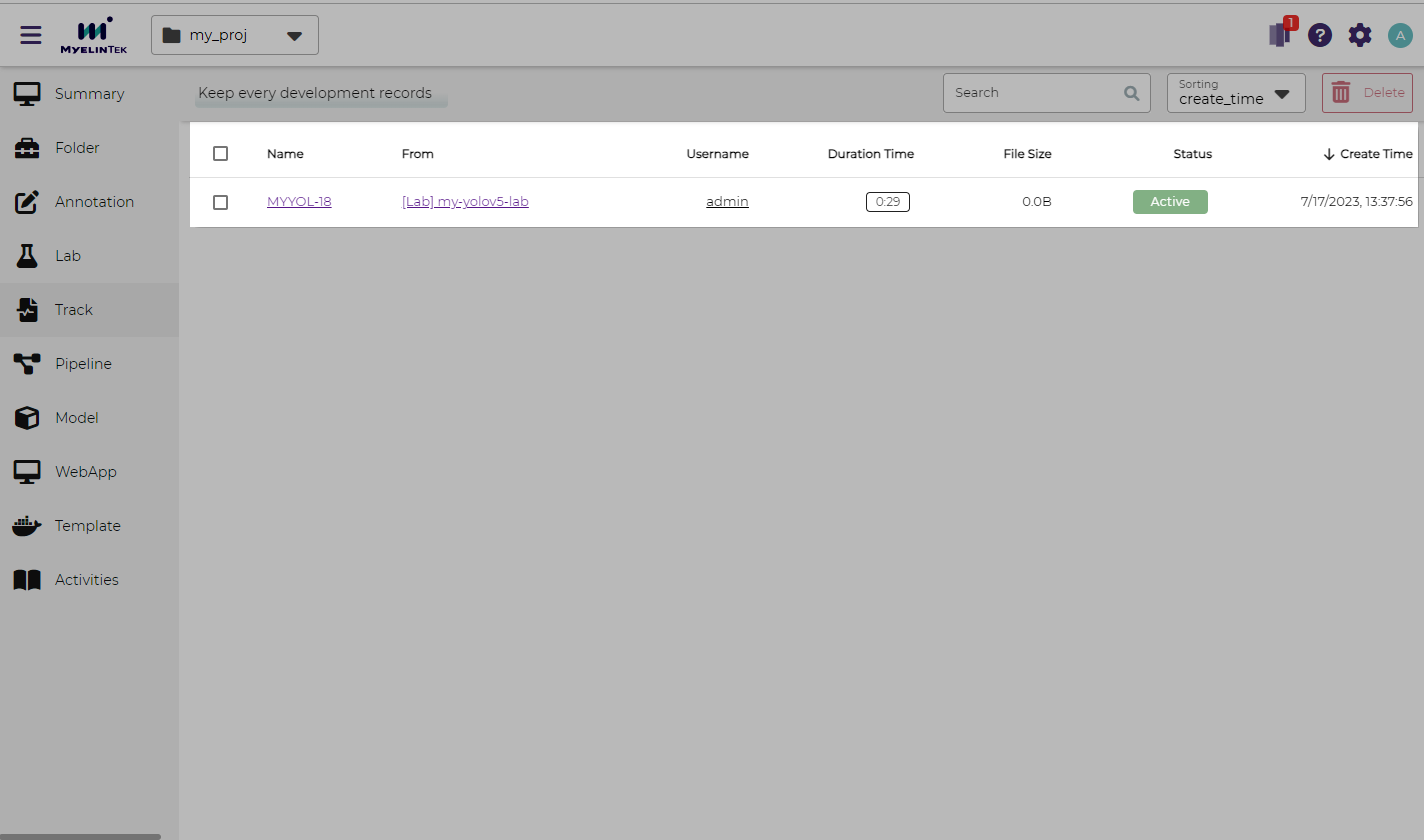 MYELINTEK
my_proj
1
?
A
Summary
Folder
Annotation
Lab
Track
Pipeline
Model
WebApp
Template
Activities
Keep every development records
Search
Sorting
create_time
Delete
Name From Username Duration Time File Size Status Create Time
MYYOL-18 [Lab] my-yolov5-lab admin 0:29 0.0B Active 7/17/2023, 13:37:56